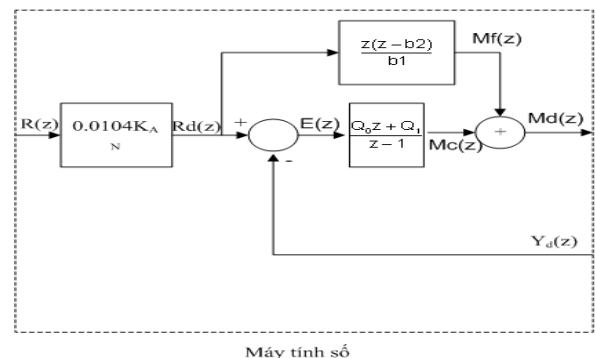 z(z – b2)
b1
Mf(z)
R(z)
0.0104K_A
N
Rd(z)
+
-
E(z)
Q₀z + Q₁
z – 1
Mc(z)
+
Md(z)
Y_d(z)
Máy tính số